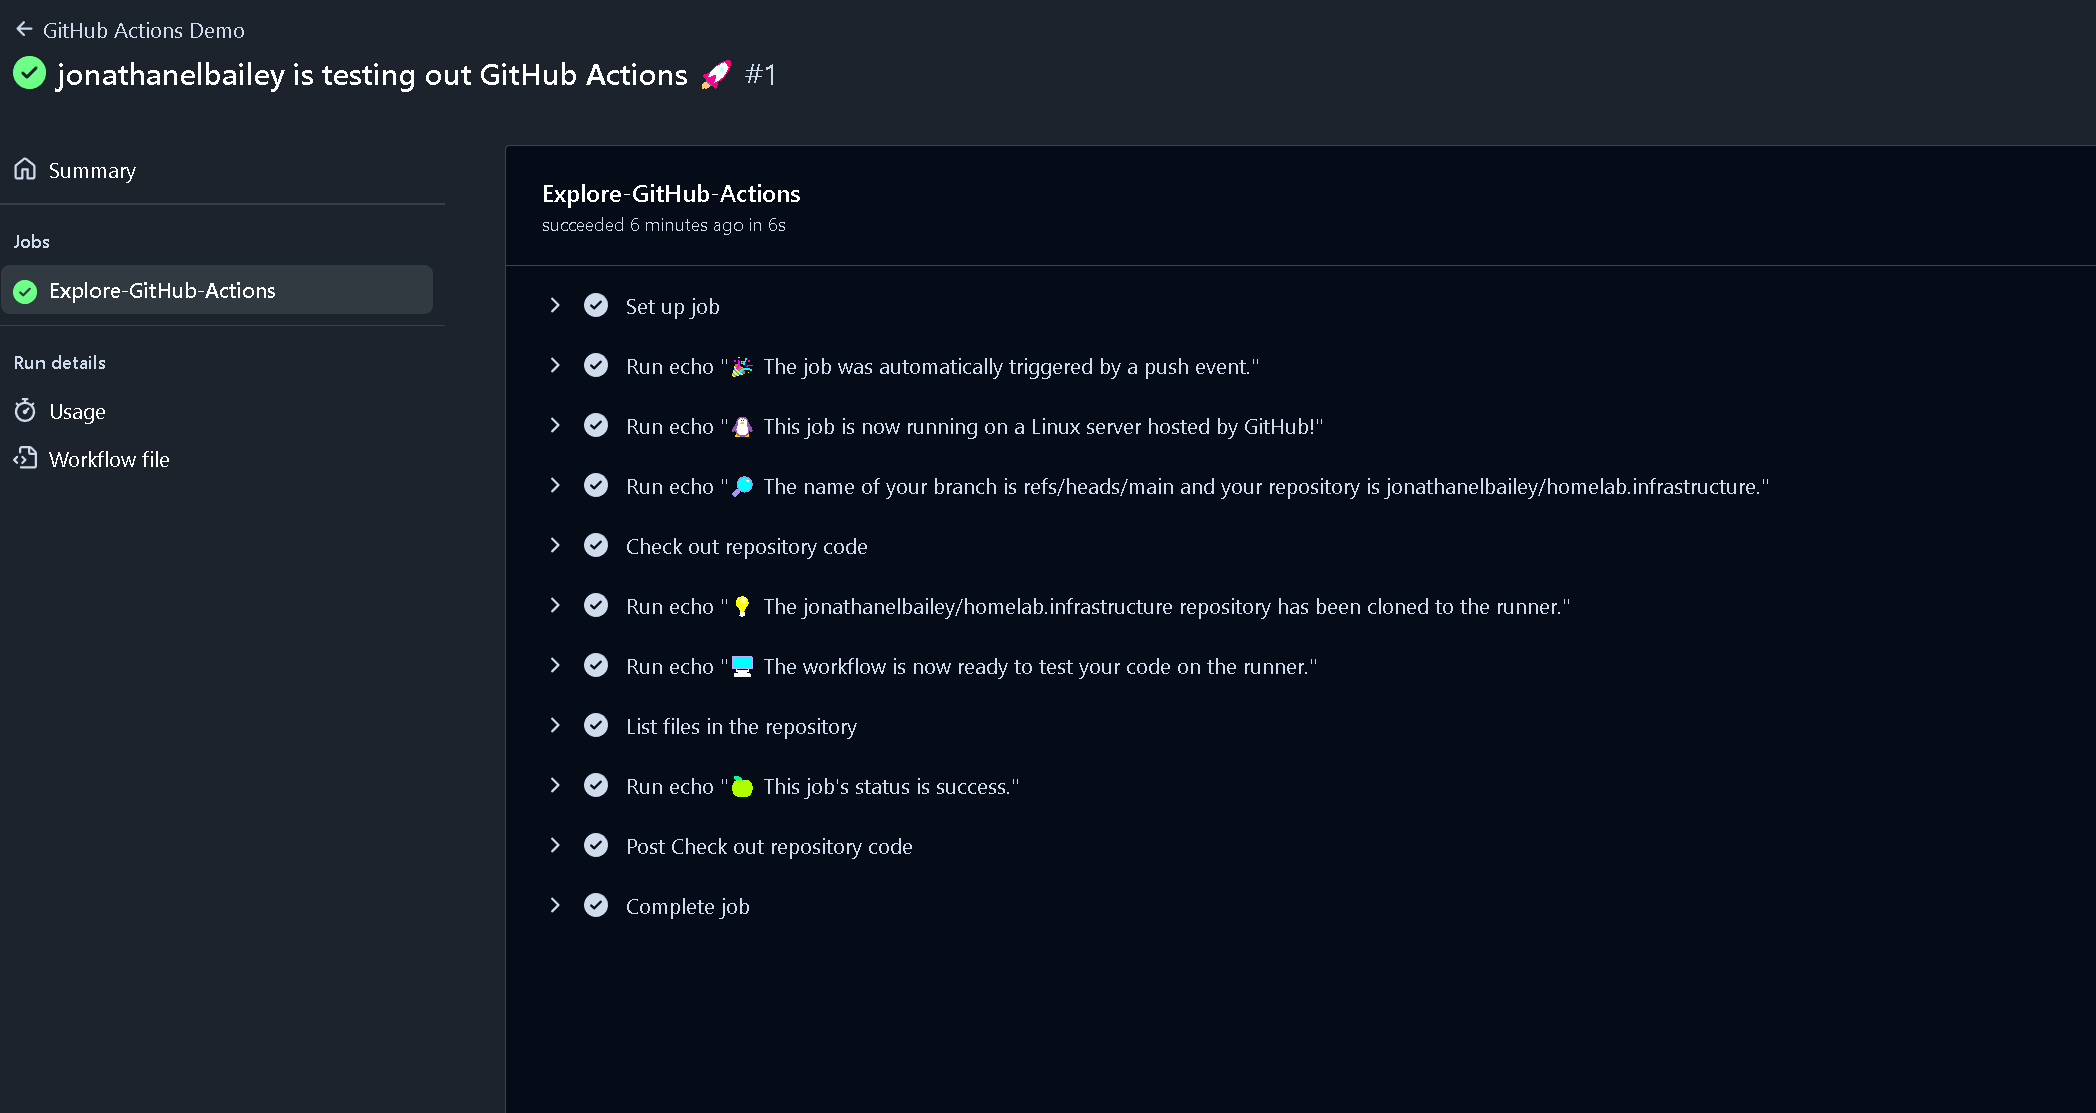 GitHub Actions Demo
jonathanelbailey is testing out GitHub Actions 🚀 #1
Summary
Jobs
Explore-GitHub-Actions
Run details
Usage
Workflow file
Explore-GitHub-Actions
succeeded 6 minutes ago in 6s
Set up job
Run echo "🎉 The job was automatically triggered by a push event."
Run echo "🐧 This job is now running on a Linux server hosted by GitHub!"
Run echo "🔎 The name of your branch is refs/heads/main and your repository is jonathanelbailey/homelab.infrastructure."
Check out repository code
Run echo "💡 The jonathanelbailey/homelab.infrastructure repository has been cloned to the runner."
Run echo "🖥️ The workflow is now ready to test your code on the runner."
List files in the repository
Run echo "🍏 This job's status is success."
Post Check out repository code
Complete job